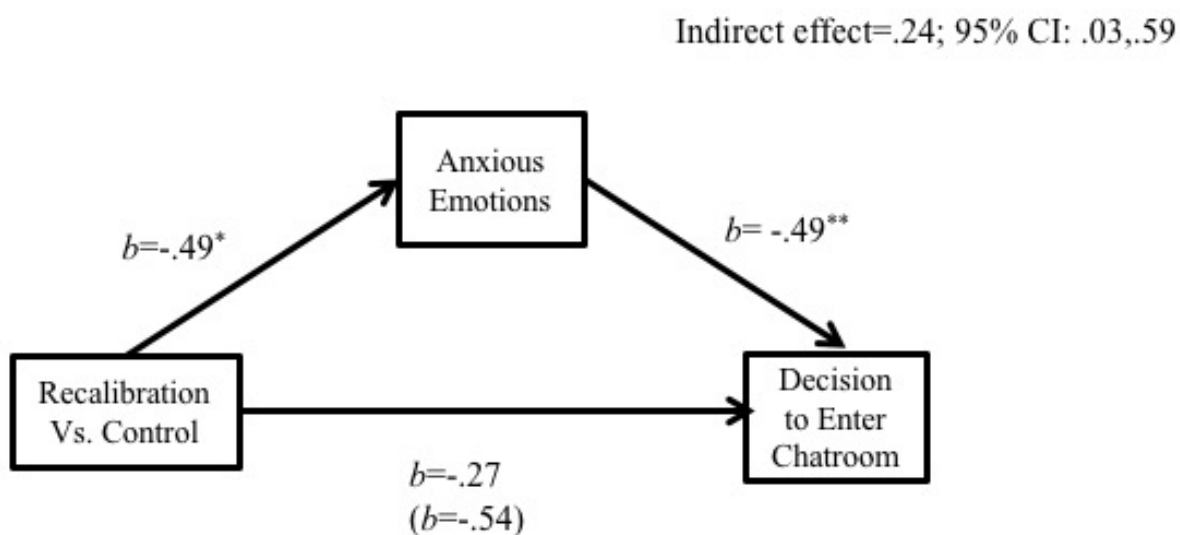 Indirect effect=.24; 95% CI: .03,.59
Anxious
Emotions
b=-.49*
b= -.49**
Recalibration
Vs. Control
Decision
to Enter
Chatroom
b=-.27
(b=-.54)